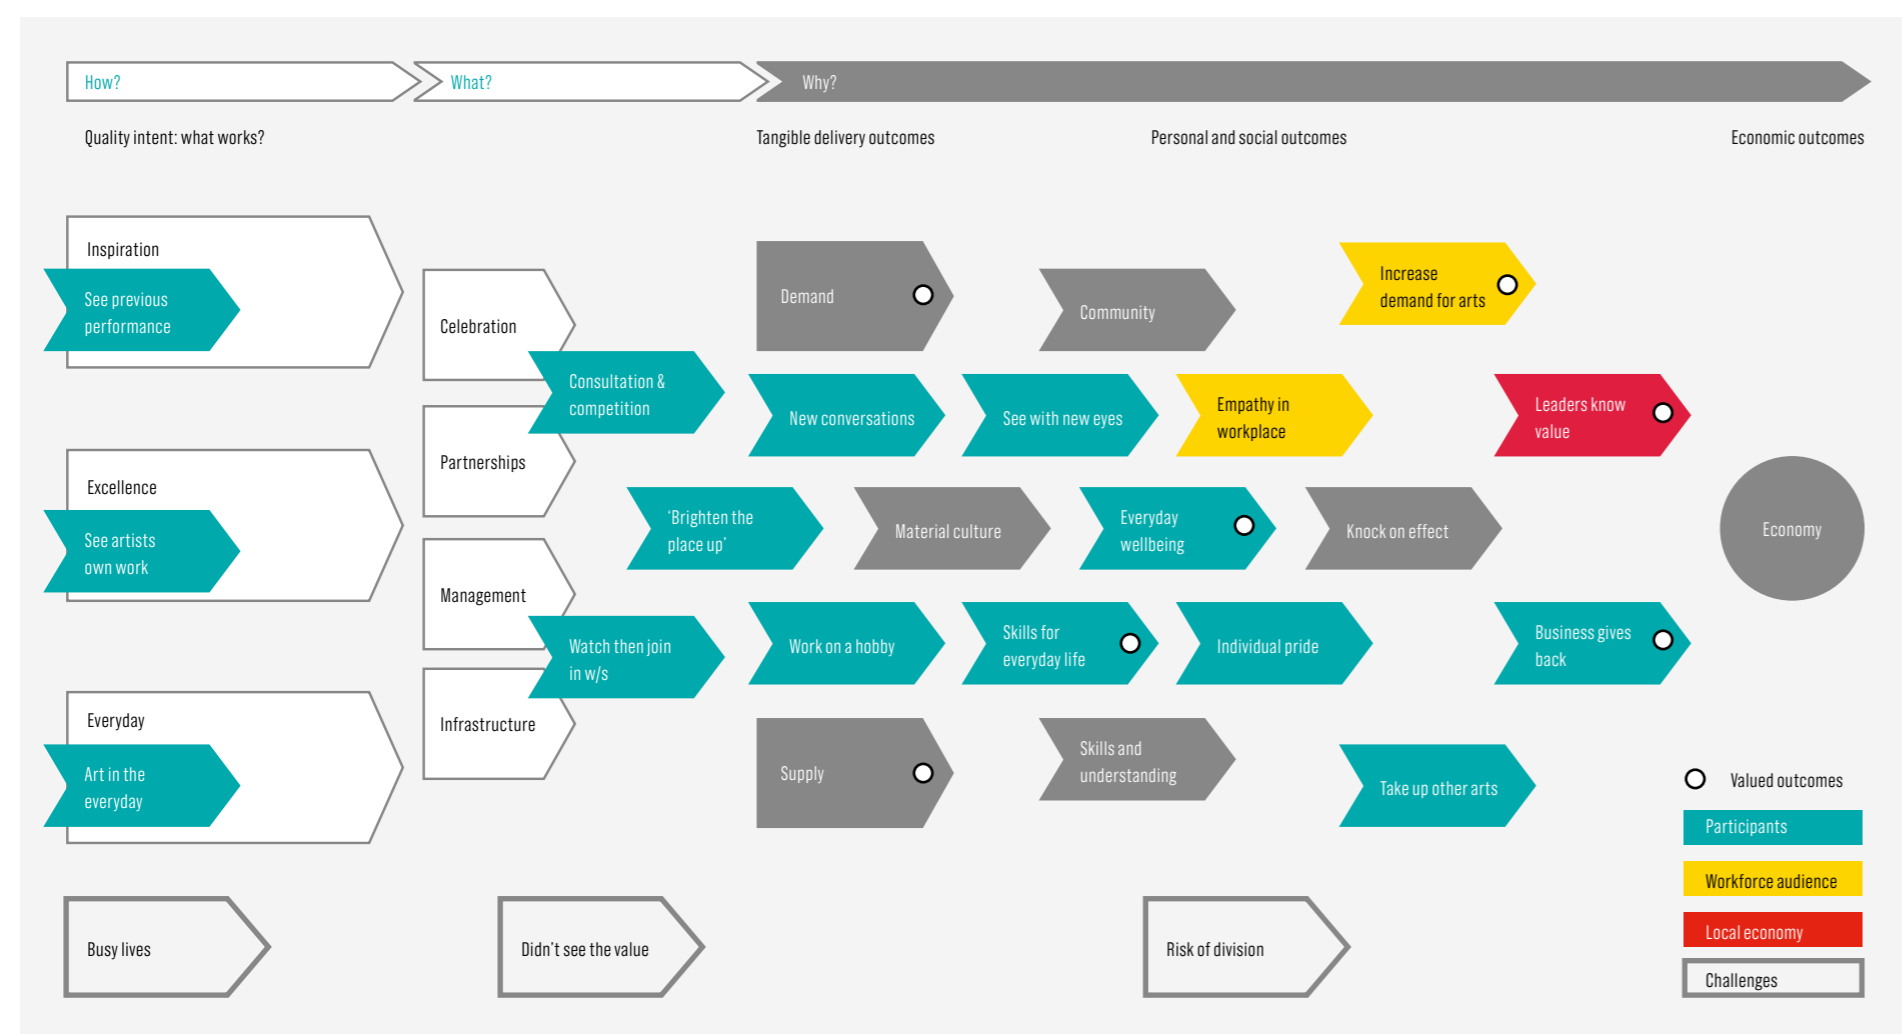 How?
What?
Why?
Quality intent: what works?
Tangible delivery outcomes
Personal and social outcomes
Economic outcomes
Inspiration
See previous
performance
Celebration
Consultation &
competition
Demand
Community
Increase
demand for arts
New conversations
See with new eyes
Empathy in
workplace
Leaders know
value
Excellence
See artists
own work
Partnerships
‘Brighten the
place up’
Material culture
Everyday
wellbeing
Knock on effect
Economy
Management
Watch then join
in w/s
Work on a hobby
Skills for
everyday life
Individual pride
Business gives
back
Everyday
Art in the
everyday
Infrastructure
Supply
Skills and
understanding
Take up other arts
Valued outcomes
Participants
Workforce audience
Local economy
Challenges
Busy lives
Didn’t see the value
Risk of division